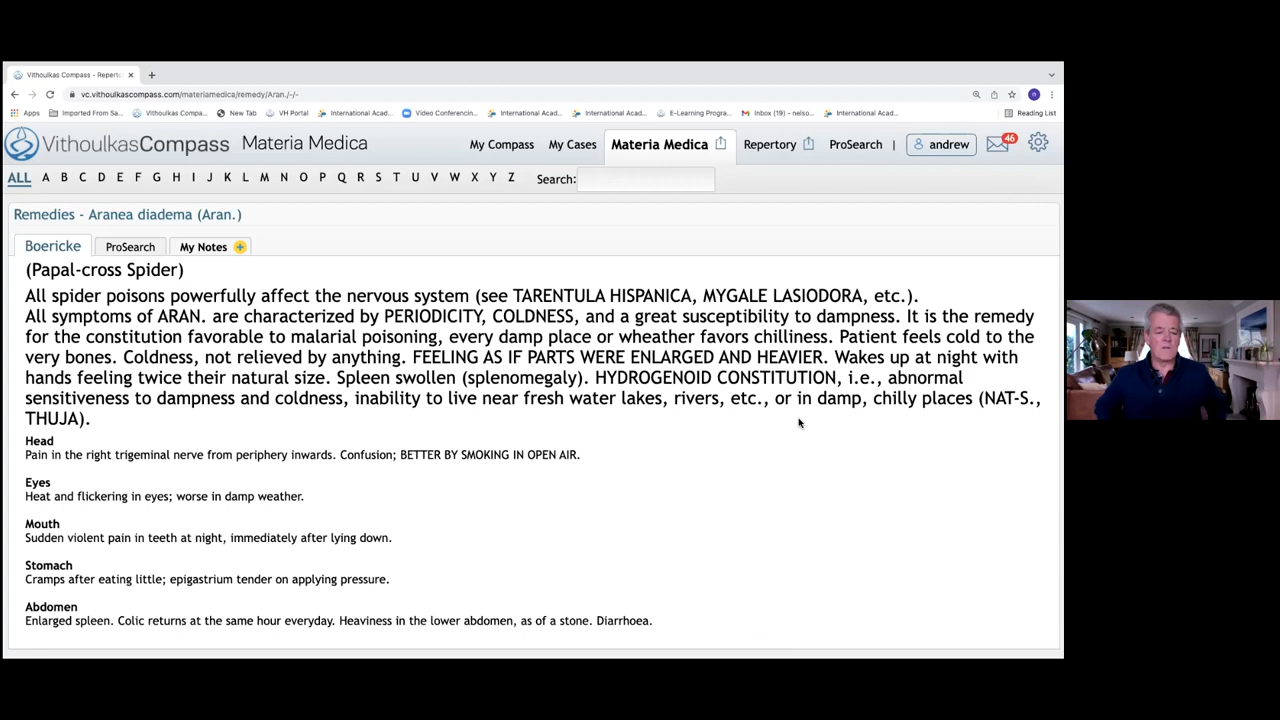 Vithoulkas Compass - Repert
vc.vithoulkascompass.com/materiamedica/remedy/Aran./-/-
Apps Imported From Sa... Vithoulkas Compa... New Tab VH Portal International Acad... Video Conferencin... International Acad... International Acad... E-Learning Progra... Inbox (19) - nelso... International Acad... Reading List
VithoulkasCompass Materia Medica My Compass My Cases Materia Medica Repertory ProSearch | andrew 46
ALL A B C D E F G H I J K L M N O P Q R S T U V W X Y Z Search:
Remedies - Aranea diadema (Aran.)
Boericke ProSearch My Notes
(Papal-cross Spider)
All spider poisons powerfully affect the nervous system (see TARENTULA HISPANICA, MYGALE LASIODORA, etc.).
All symptoms of ARAN. are characterized by PERIODICITY, COLDNESS, and a great susceptibility to dampness. It is the remedy
for the constitution favorable to malarial poisoning, every damp place or wheather favors chilliness. Patient feels cold to the
very bones. Coldness, not relieved by anything. FEELING AS IF PARTS WERE ENLARGED AND HEAVIER. Wakes up at night with
hands feeling twice their natural size. Spleen swollen (splenomegaly). HYDROGENOID CONSTITUTION, i.e., abnormal
sensitiveness to dampness and coldness, inability to live near fresh water lakes, rivers, etc., or in damp, chilly places (NAT-S.,
THUJA).
Head
Pain in the right trigeminal nerve from periphery inwards. Confusion; BETTER BY SMOKING IN OPEN AIR.
Eyes
Heat and flickering in eyes; worse in damp weather.
Mouth
Sudden violent pain in teeth at night, immediately after lying down.
Stomach
Cramps after eating little; epigastrium tender on applying pressure.
Abdomen
Enlarged spleen. Colic returns at the same hour everyday. Heaviness in the lower abdomen, as of a stone. Diarrhoea.